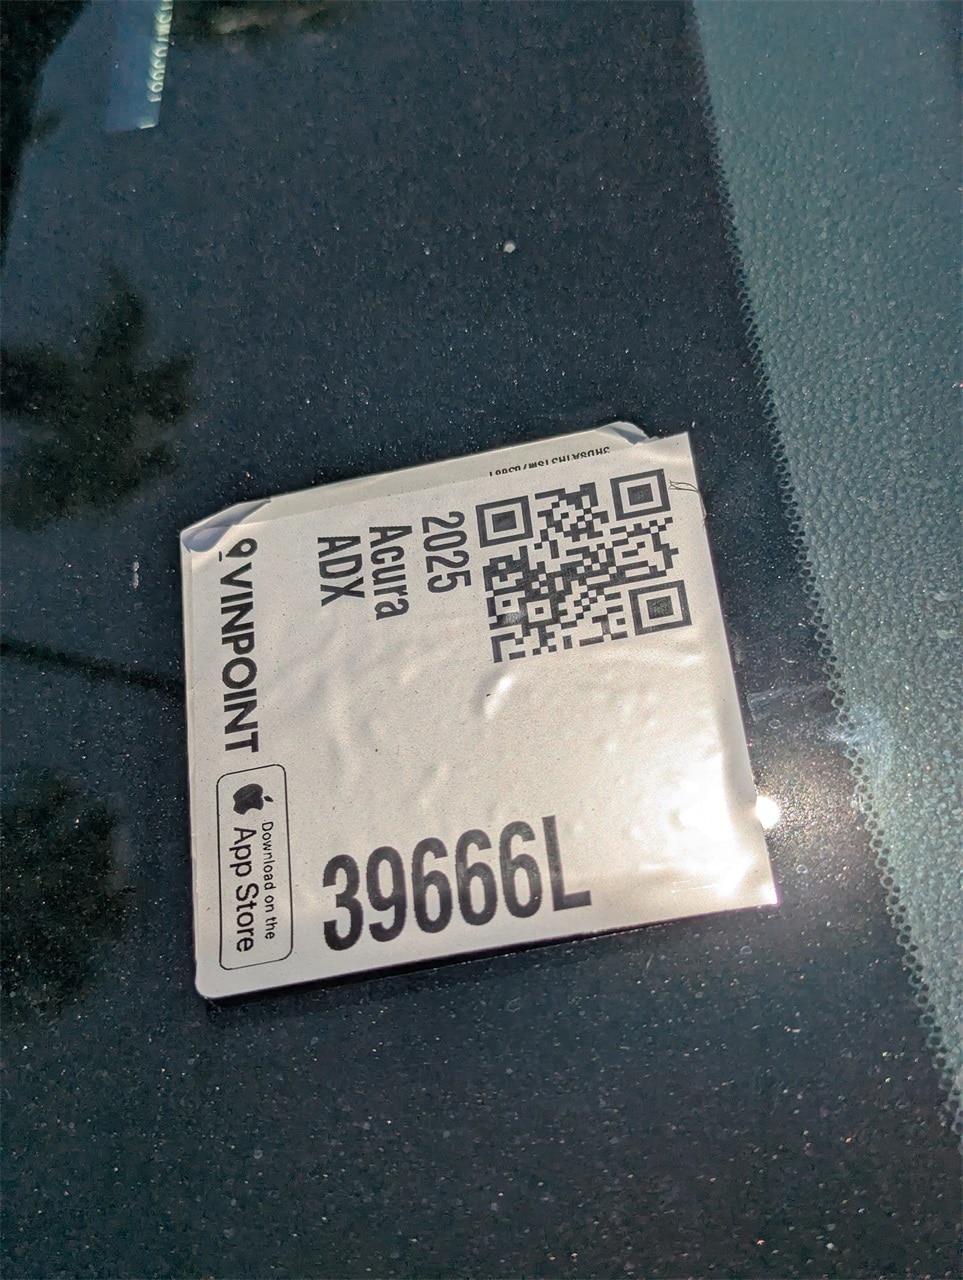 2025
Acura
ADX
VINPOINT
Download on the
App Store
39666L